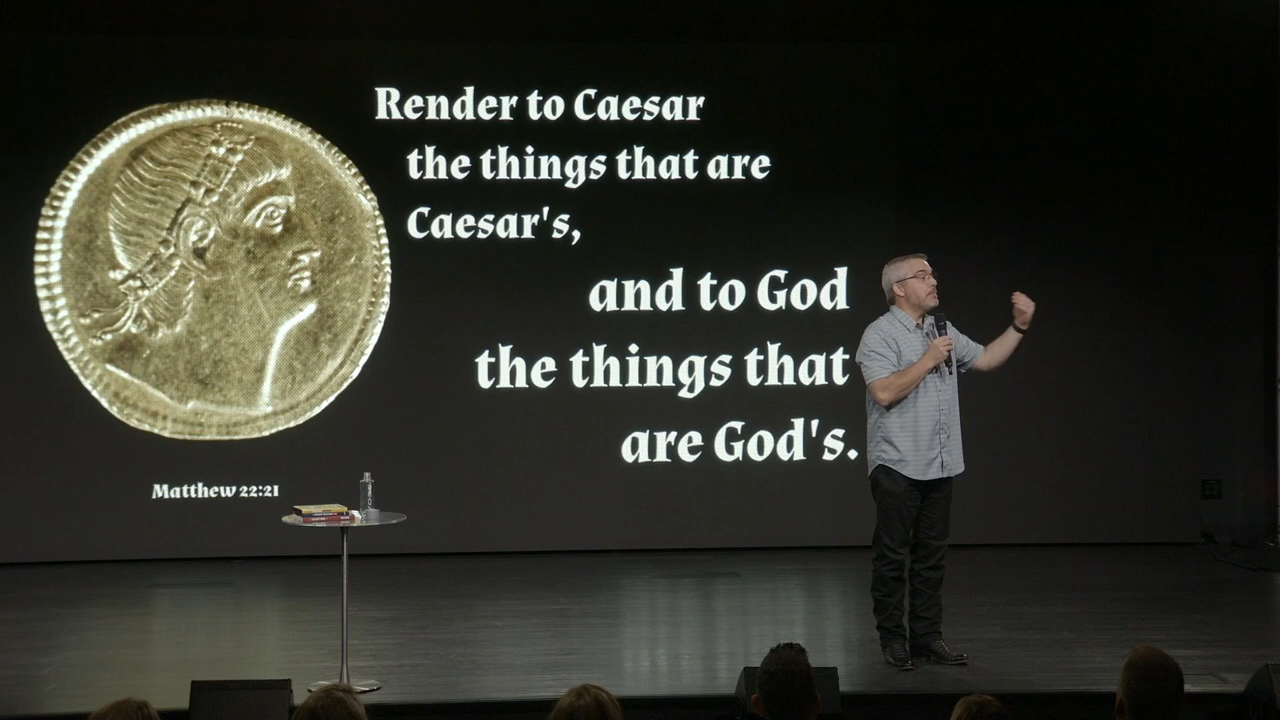 Render to Caesar
the things that are
Caesar's,
and to God
the things that
are God's.
Matthew 22:21